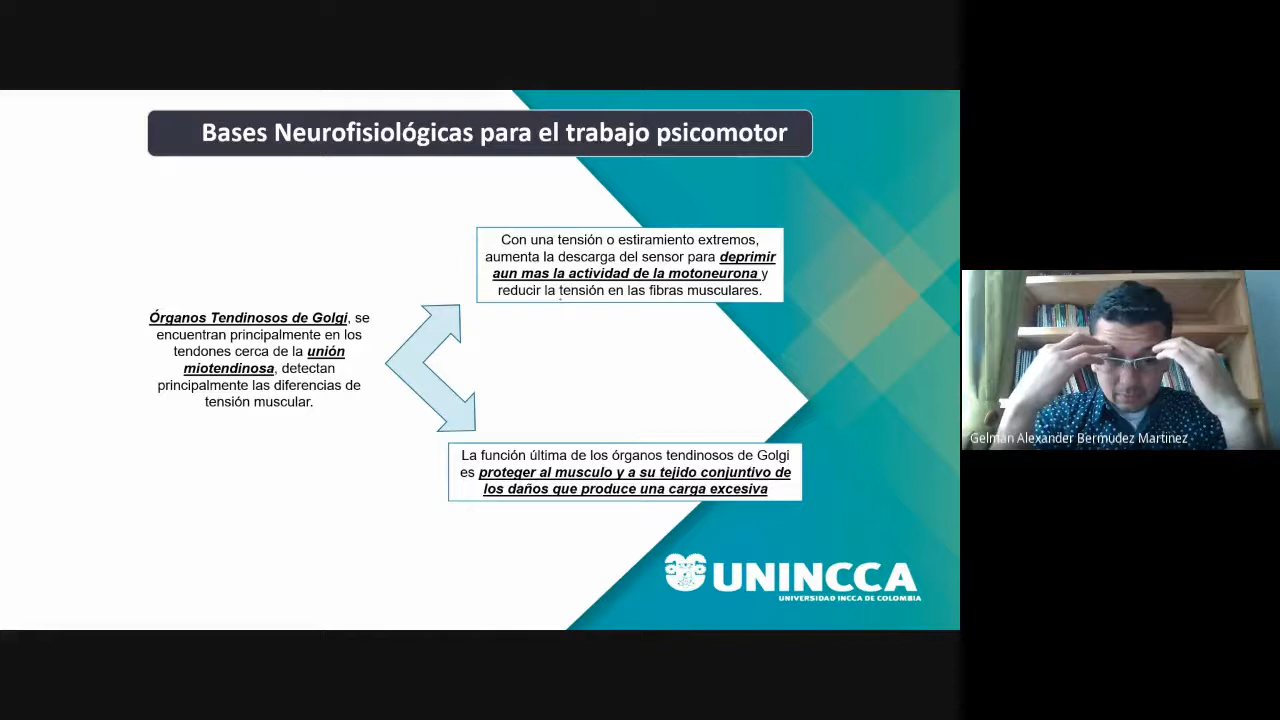 Bases Neurofisiológicas para el trabajo psicomotor
Con una tensión o estiramiento extremos,
aumenta la descarga del sensor para deprimir
aun mas la actividad de la motoneurona y
reducir la tensión en las fibras musculares.
Órganos Tendinosos de Golgi, se
encuentran principalmente en los
tendones cerca de la unión
miotendinosa, detectan
principalmente las diferencias de
tensión muscular.
La función última de los órganos tendinosos de Golgi
es proteger al musculo y a su tejido conjuntivo de
los daños que produce una carga excesiva
UNINCCA
UNIVERSIDAD INCCA DE COLOMBIA
Gelman Alexander Bermudez Martinez